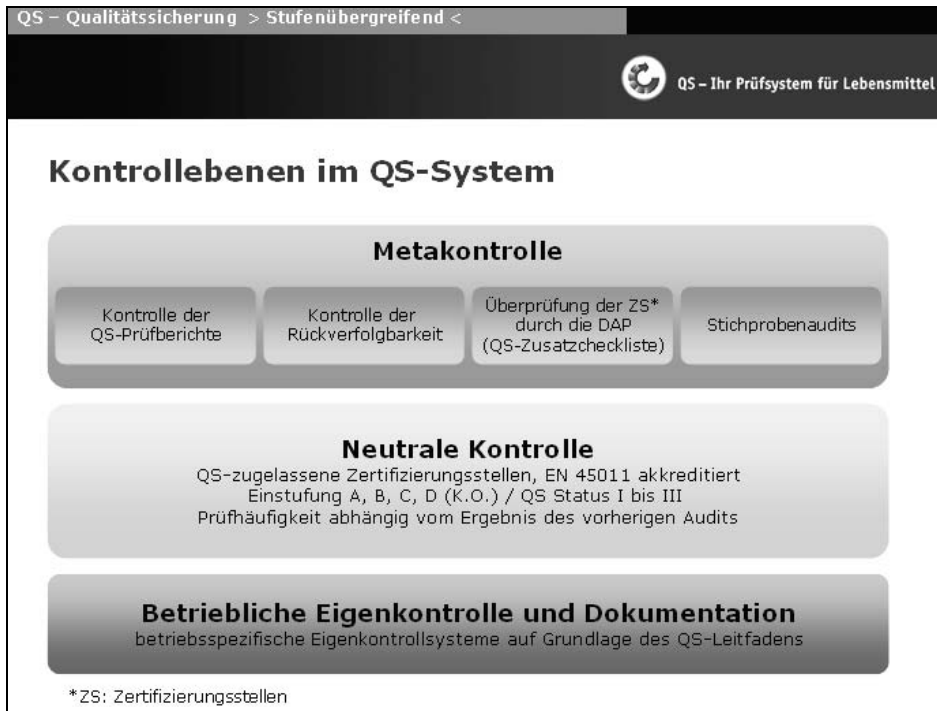 QS – Qualitätssicherung > Stufenübergreifend <
QS – Ihr Prüfsystem für Lebensmittel
Kontrollebenen im QS-System
Metakontrolle
Kontrolle der
QS-Prüfberichte
Kontrolle der
Rückverfolgbarkeit
Überprüfung der ZS*
durch die DAP
(QS-Zusatzcheckliste)
Stichprobenaudits
Neutrale Kontrolle
QS-zugelassene Zertifizierungsstellen, EN 45011 akkreditiert
Einstufung A, B, C, D (K.O.) / QS Status I bis III
Prüfhäufigkeit abhängig vom Ergebnis des vorherigen Audits
Betriebliche Eigenkontrolle und Dokumentation
betriebsspezifische Eigenkontrollsysteme auf Grundlage des QS-Leitfadens
*ZS: Zertifizierungsstellen